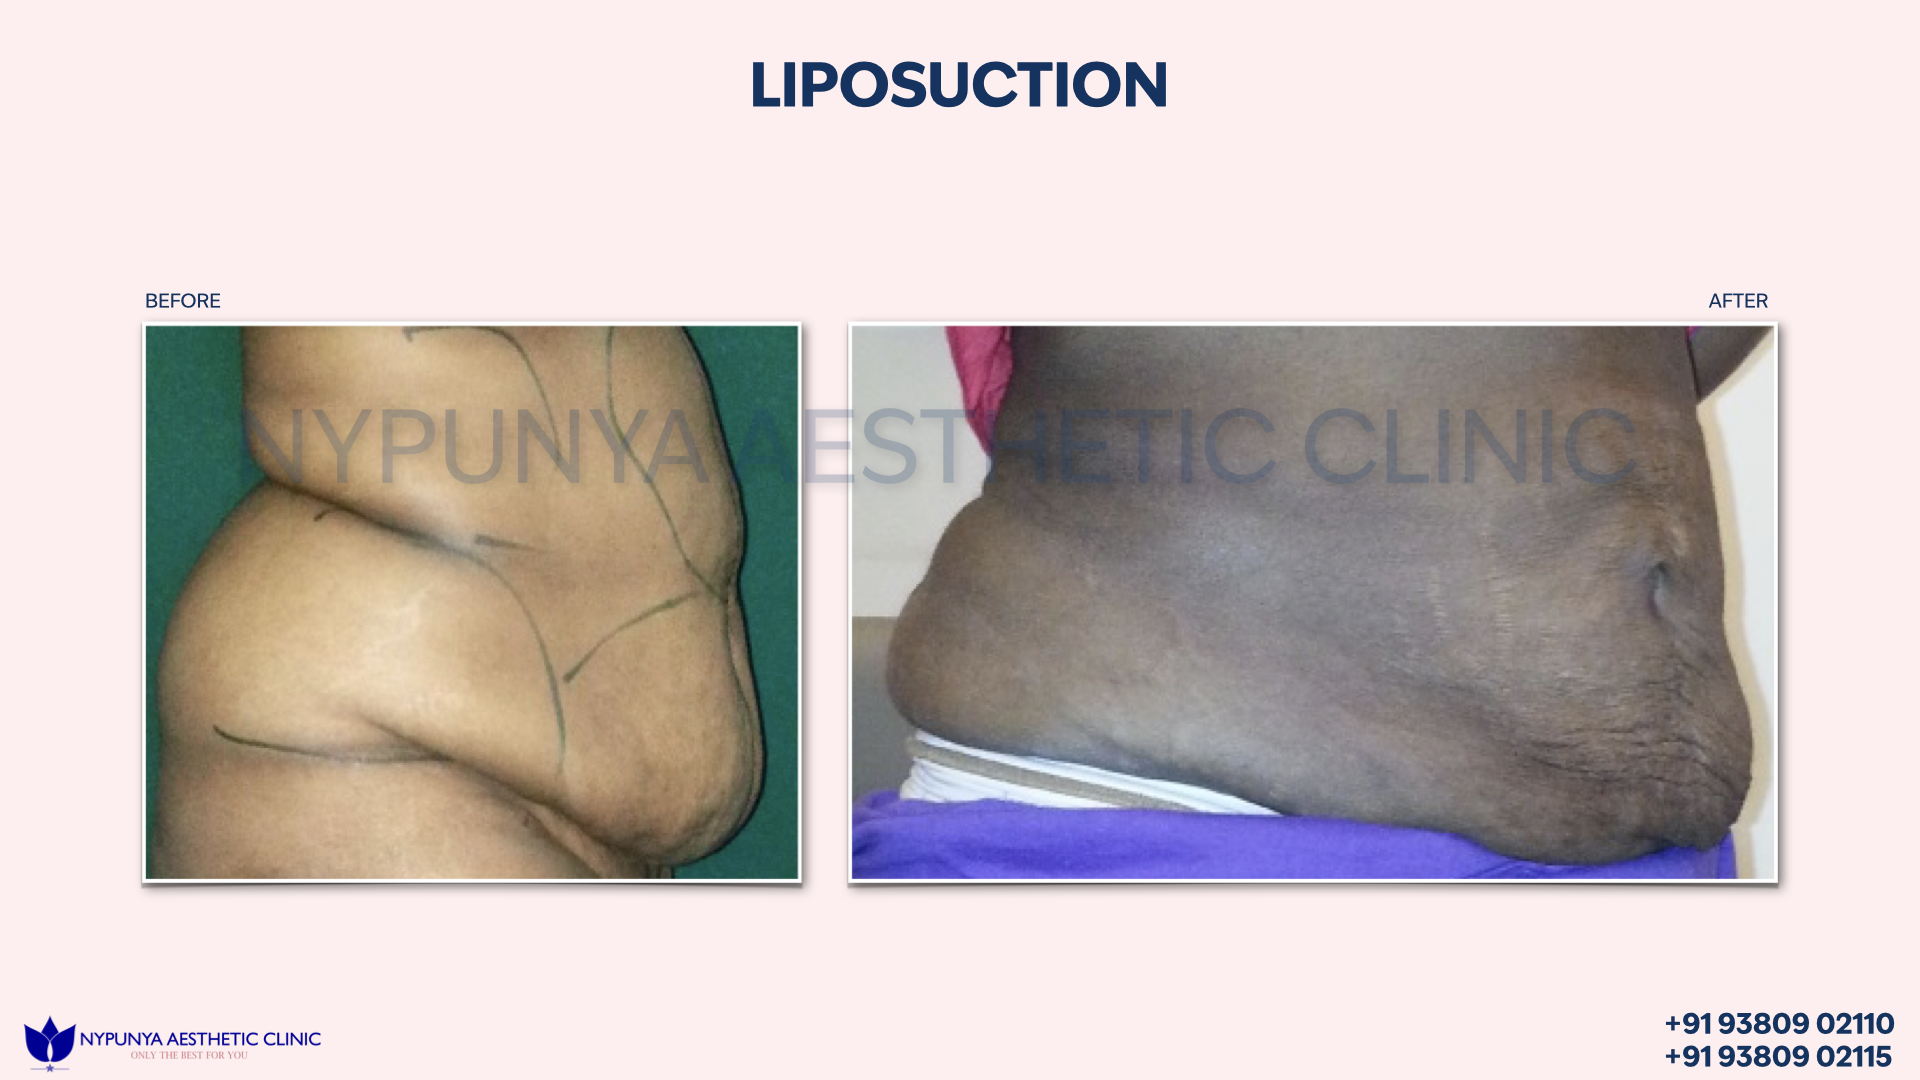 LIPOSUCTION
BEFORE
AFTER
NYPUNYA AESTHETIC CLINIC
NYPUNYA AESTHETIC CLINIC
ONLY THE BEST FOR YOU
+91 93809 02110
+91 93809 02115